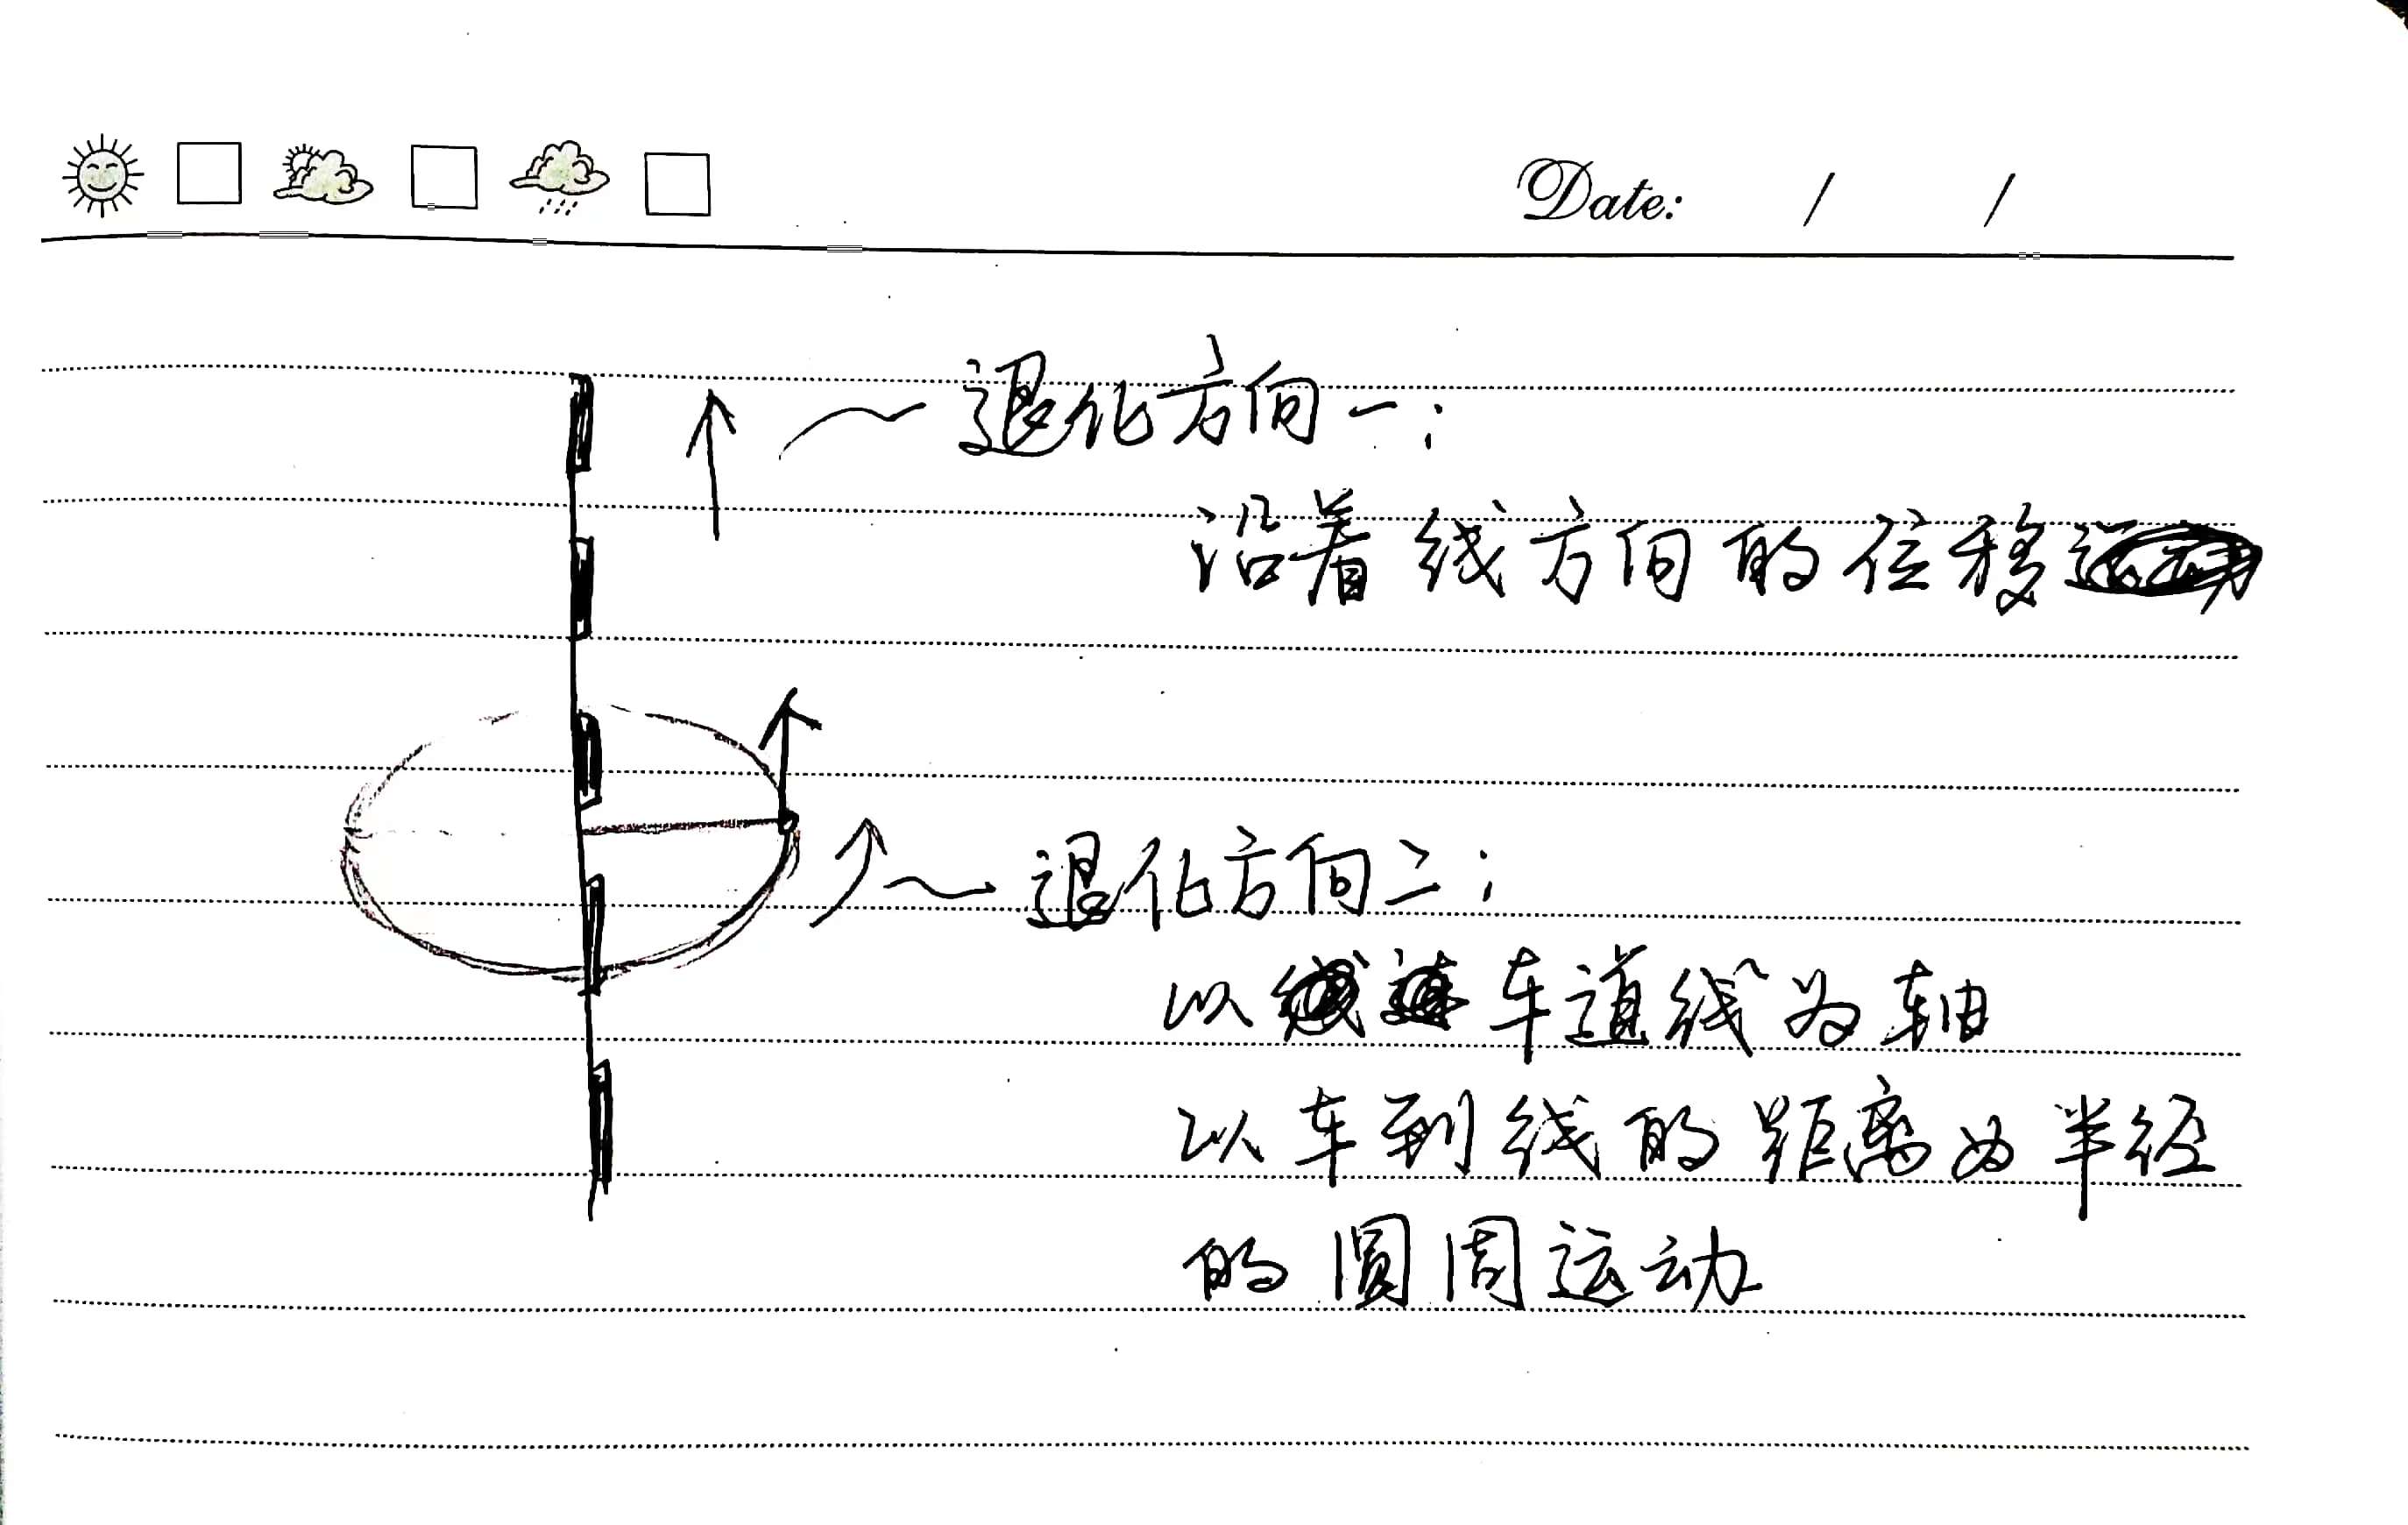 Date: / /
退化方向一:
沿着线方向的位移
退化方向二:
以车道线为轴
以车到线的距离为半径
的圆周运动